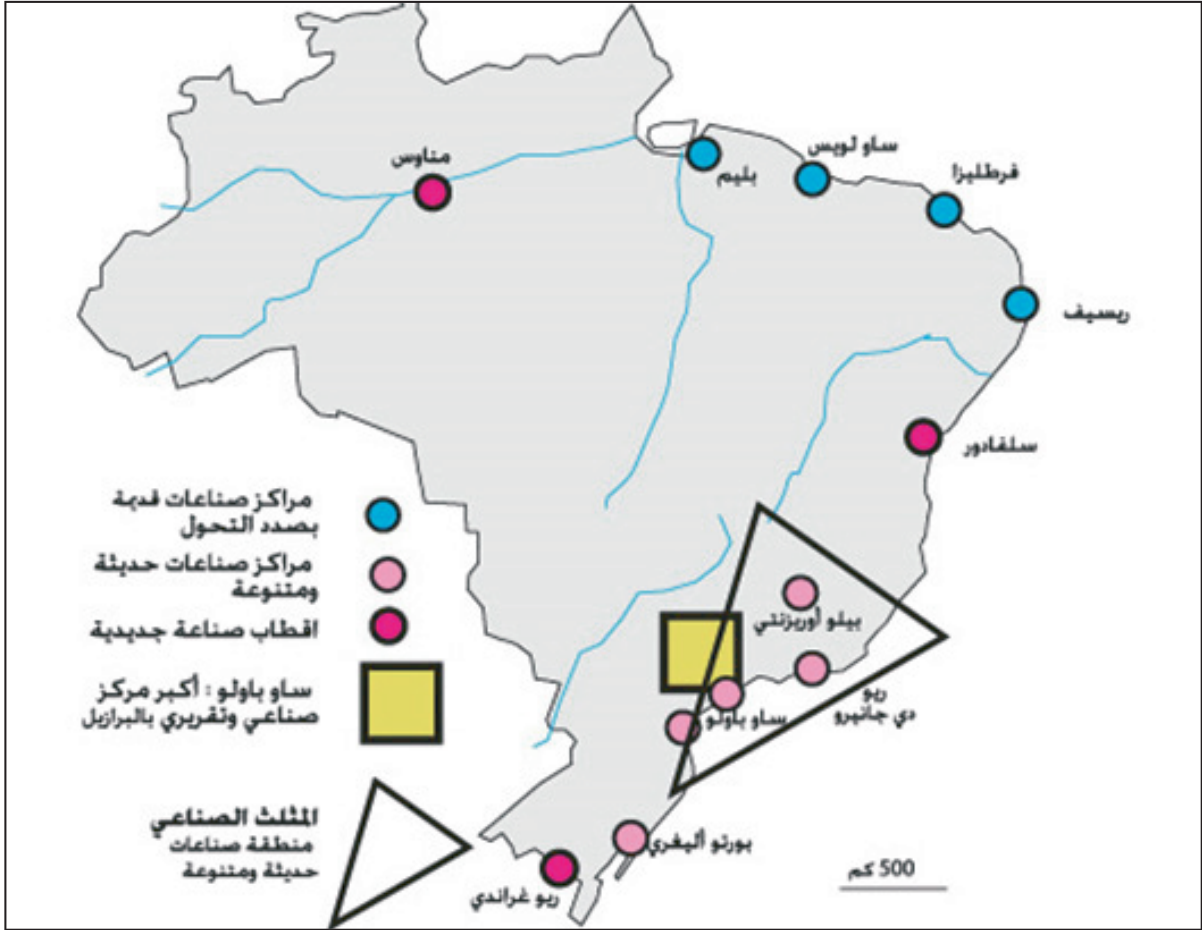 ساو لويس
فرطليزا
بليم
مناوس
ريسيف
سلفادور
مراكز صناعات قديمة
بصدد التحول
مراكز صناعات حديثة
ومتنوعة
اقطاب صناعة جديدية
ساو باولو : أكبر مركز
صناعي وتقريري بالبرازيل
المثلث الصناعي
منطقة صناعات
حديثة ومتنوعة
بيلو أوريزنتي
ريو
دي جانيرو
ساو باولو
بورتو أليغري
ريو غراندي
500 كم